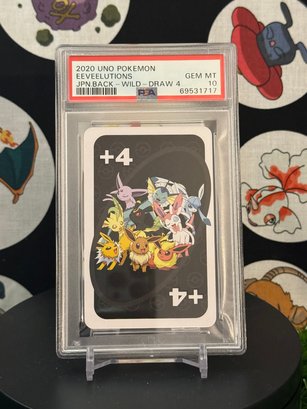 2020 UNO POKEMON GEM MT
EEVEELUTIONS 10
JPN.BACK-WILD-DRAW 4 69531717
PSA
+4
+4